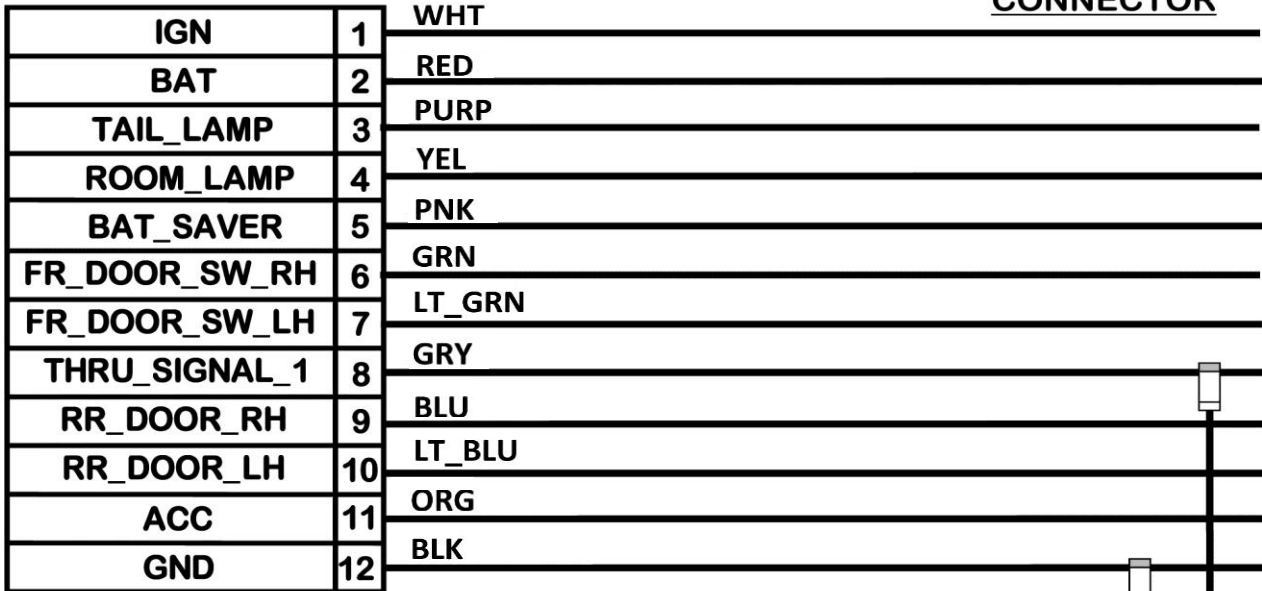 CONNECTOR
IGN 1 WHT
BAT 2 RED
TAIL_LAMP 3 PURP
ROOM_LAMP 4 YEL
BAT_SAVER 5 PNK
FR_DOOR_SW_RH 6 GRN
FR_DOOR_SW_LH 7 LT_GRN
THRU_SIGNAL_1 8 GRY
RR_DOOR_RH 9 BLU
RR_DOOR_LH 10 LT_BLU
ACC 11 ORG
GND 12 BLK